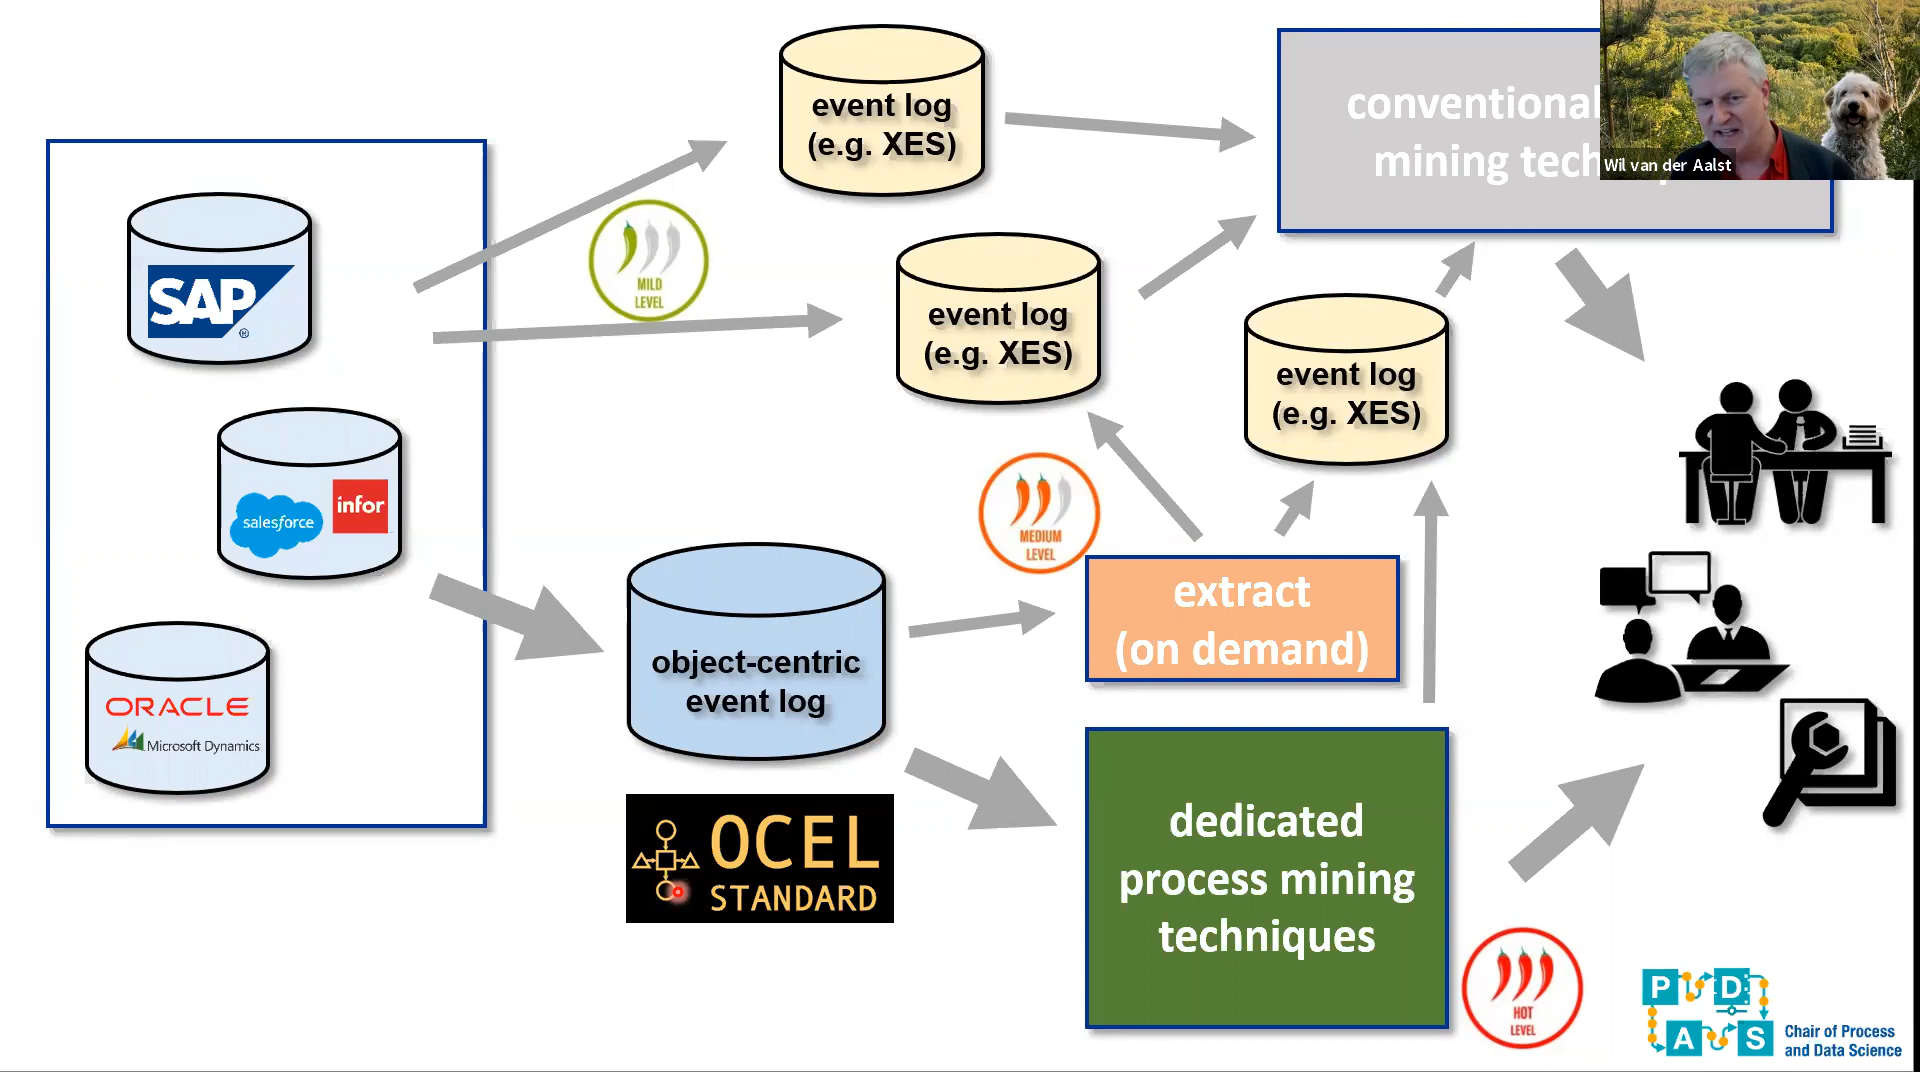 event log
(e.g. XES)
conventional
mining tech
Wil van der Aalst
SAP
®
MILD
LEVEL
event log
(e.g. XES)
event log
(e.g. XES)
salesforce
infor
MEDIUM
LEVEL
extract
(on demand)
object-centric
event log
ORACLE
Microsoft Dynamics
OCEL
STANDARD
dedicated
process mining
techniques
HOT
LEVEL
P D
A S
Chair of Process
and Data Science